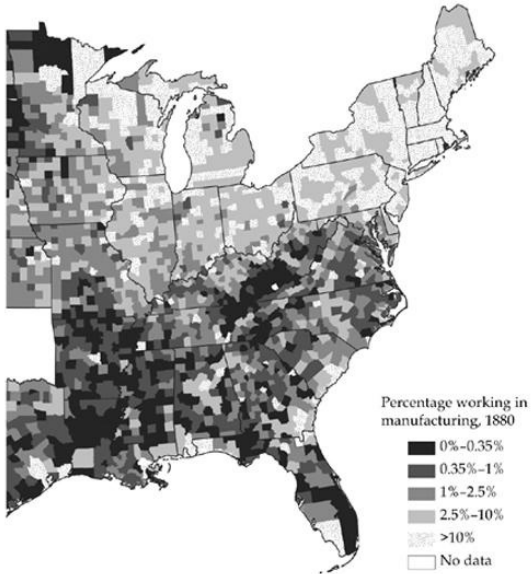 Percentage working in
manufacturing, 1880
0%–0.35%
0.35%–1%
1%–2.5%
2.5%–10%
>10%
No data